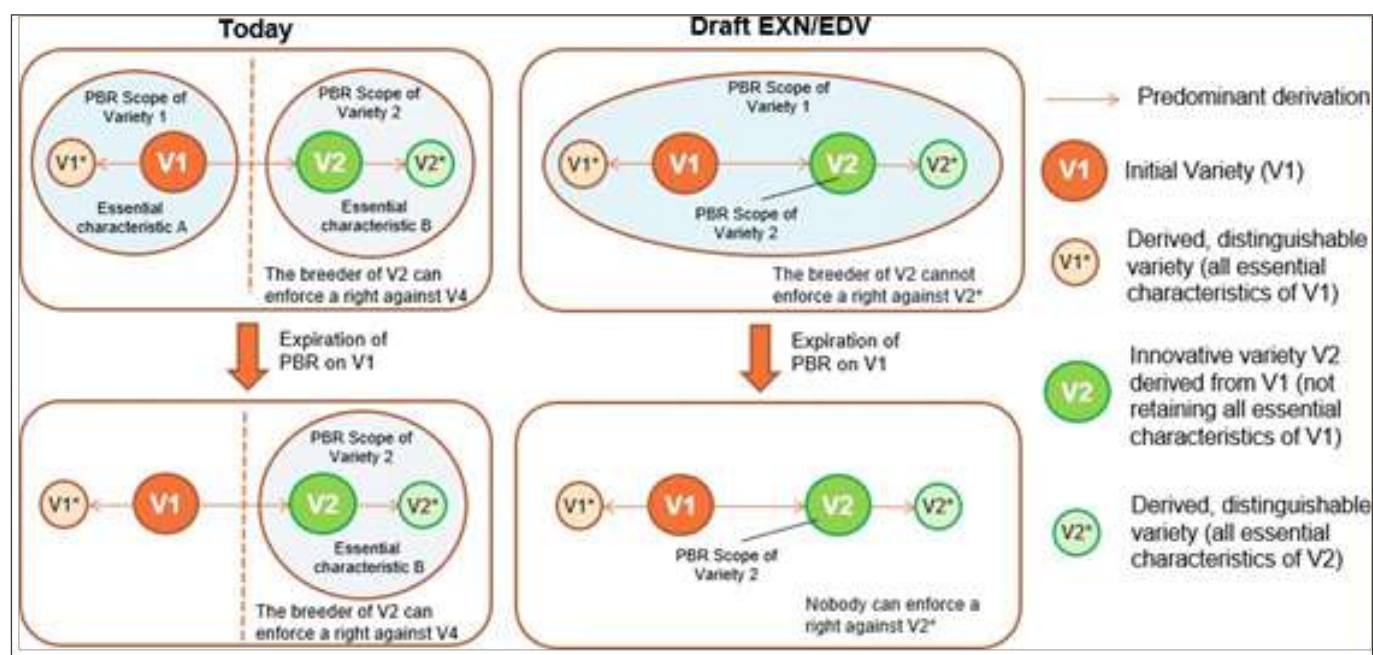 Today
PBR Scope of
Variety 1
V1*
V1
Essential
characteristic A
PBR Scope of
Variety 2
V2
V2*
Essential
characteristic B
The breeder of V2 can
enforce a right against V4
Expiration of
PBR on V1
V1*
V1
PBR Scope of
Variety 2
V2
V2*
Essential
characteristic B
The breeder of V2 can
enforce a right against V4
Draft EXN/EDV
PBR Scope of
Variety 1
V1*
V1
V2
V2*
PBR Scope of
Variety 2
The breeder of V2 cannot
enforce a right against V2*
Expiration of
PBR on V1
V1*
V1
V2
V2*
PBR Scope of
Variety 2
Nobody can enforce a
right against V2*
Predominant derivation
V1
Initial Variety (V1)
V1*
Derived, distinguishable
variety (all essential
characteristics of V1)
V2
Innovative variety V2
derived from V1 (not
retaining all essential
characteristics of V1)
V2*
Derived, distinguishable
variety (all essential
characteristics of V2)